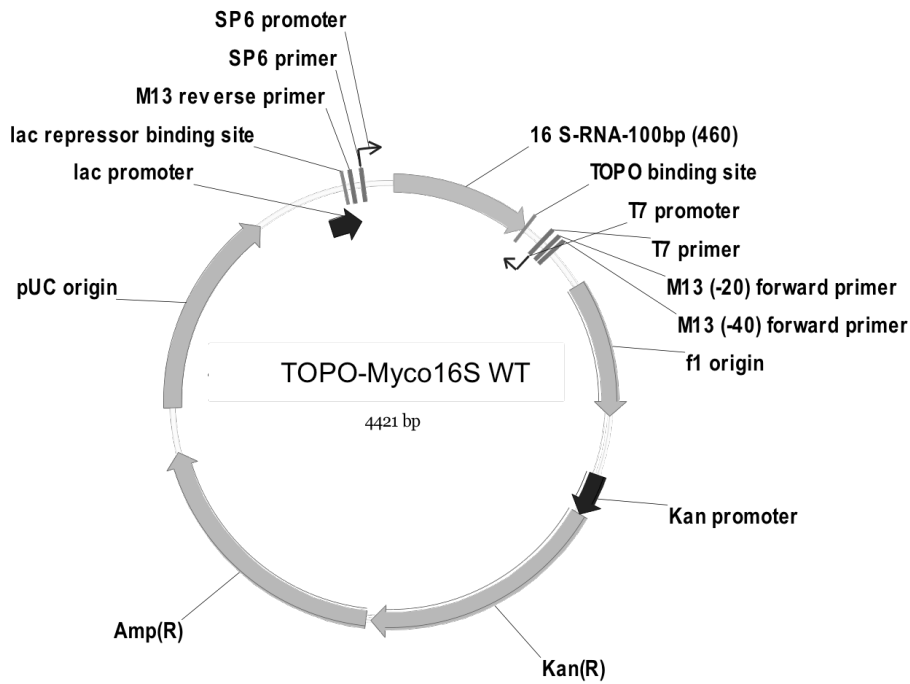 SP6 promoter
SP6 primer
M13 reverse primer
lac repressor binding site
lac promoter
16 S-RNA-100bp (460)
TOPO binding site
T7 promoter
T7 primer
M13 (-20) forward primer
M13 (-40) forward primer
f1 origin
pUC origin
TOPO-Myco16S WT
4421 bp
Kan promoter
Amp(R)
Kan(R)